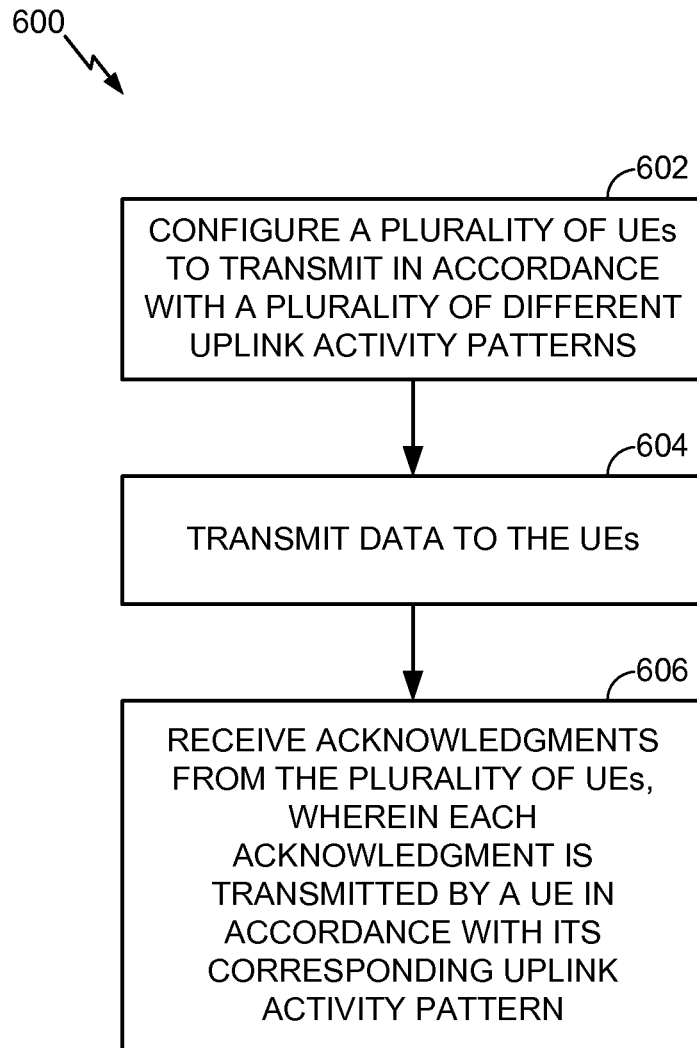 600
602
CONFIGURE A PLURALITY OF UEs
TO TRANSMIT IN ACCORDANCE
WITH A PLURALITY OF DIFFERENT
UPLINK ACTIVITY PATTERNS
604
TRANSMIT DATA TO THE UEs
606
RECEIVE ACKNOWLEDGMENTS
FROM THE PLURALITY OF UEs,
WHEREIN EACH
ACKNOWLEDGMENT IS
TRANSMITTED BY A UE IN
ACCORDANCE WITH ITS
CORRESPONDING UPLINK
ACTIVITY PATTERN